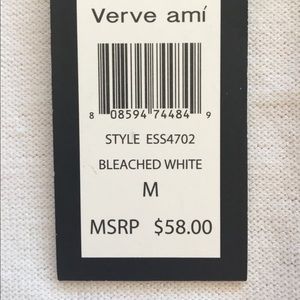 Verve amí
8 08594 74484 9
STYLE ESS4702
BLEACHED WHITE
M
MSRP $58.00